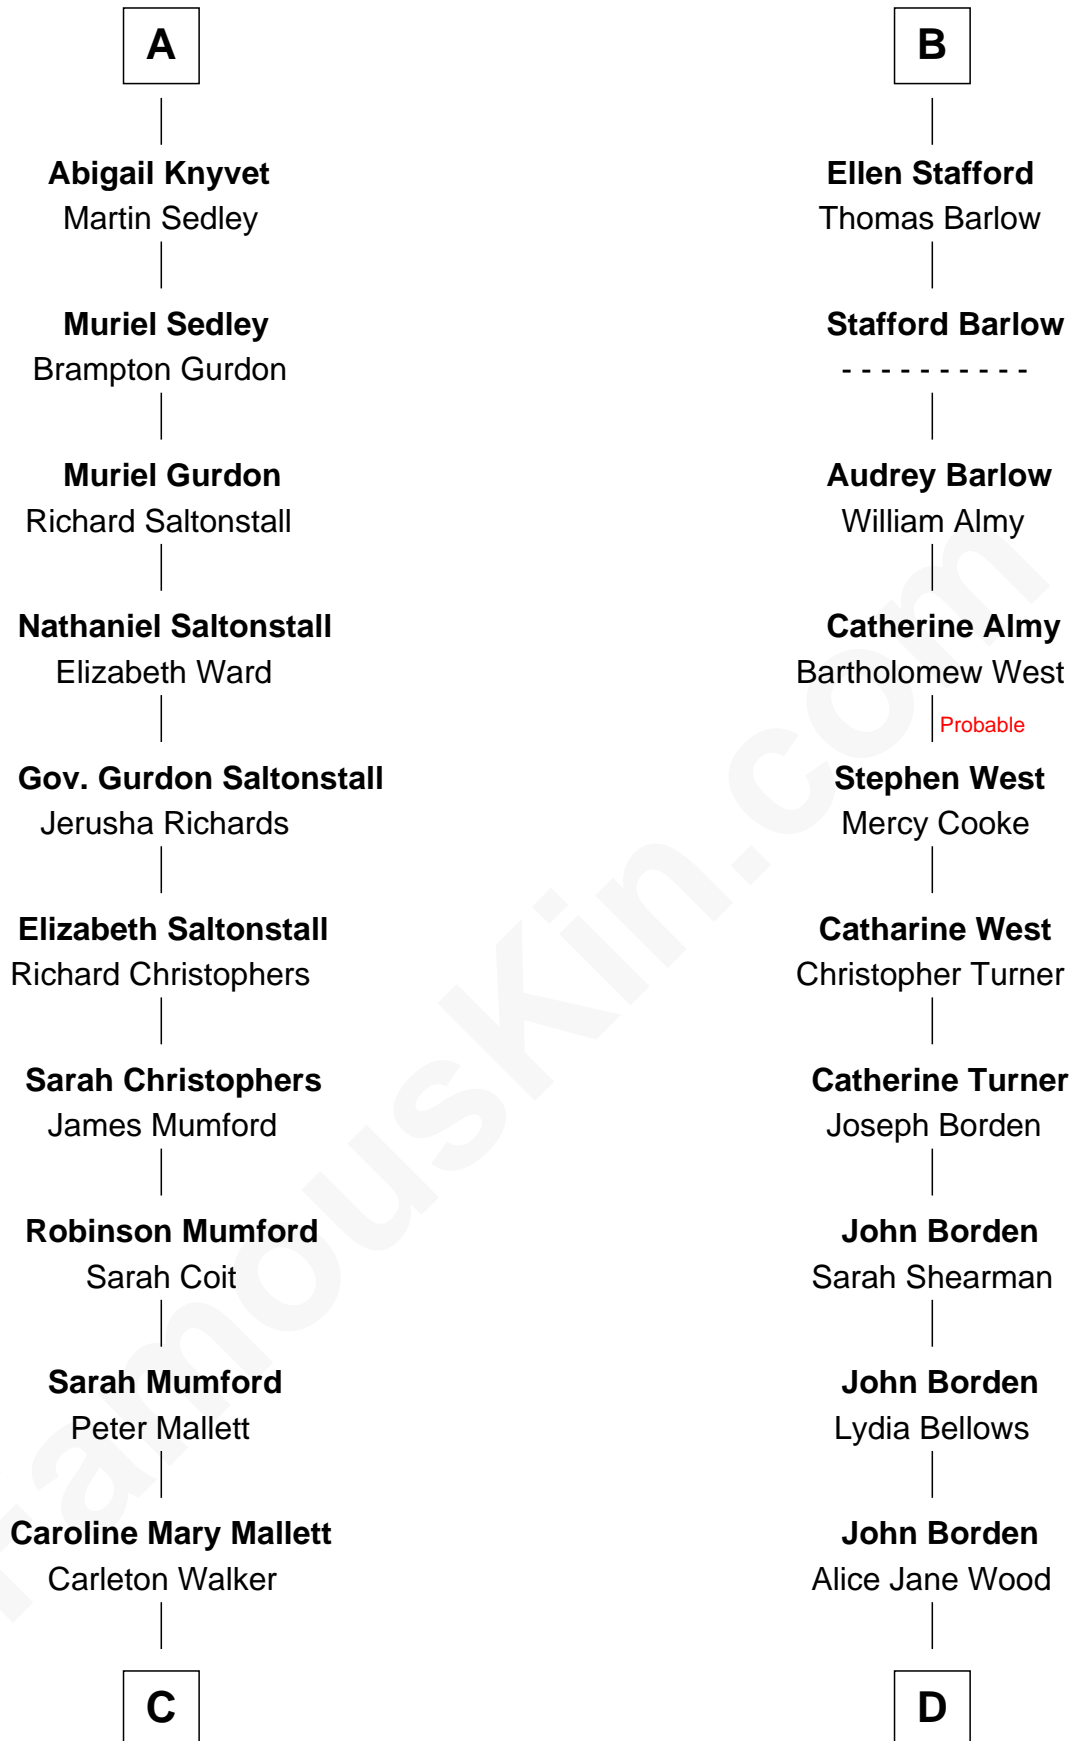 A
Abigail Knyvet
Martin Sedley
Muriel Sedley
Brampton Gurdon
Muriel Gurdon
Richard Saltonstall
Nathaniel Saltonstall
Elizabeth Ward
Gov. Gurdon Saltonstall
Jerusha Richards
Elizabeth Saltonstall
Richard Christophers
Sarah Christophers
James Mumford
Robinson Mumford
Sarah Coit
Sarah Mumford
Peter Mallett
Caroline Mary Mallett
Carleton Walker
C
B
Ellen Stafford
Thomas Barlow
Stafford Barlow
- - - - - - - - - -
Audrey Barlow
William Almy
Catherine Almy
Bartholomew West
Probable
Stephen West
Mercy Cooke
Catharine West
Christopher Turner
Catherine Turner
Joseph Borden
John Borden
Sarah Shearman
John Borden
Lydia Bellows
John Borden
Alice Jane Wood
D
FamousKin.com